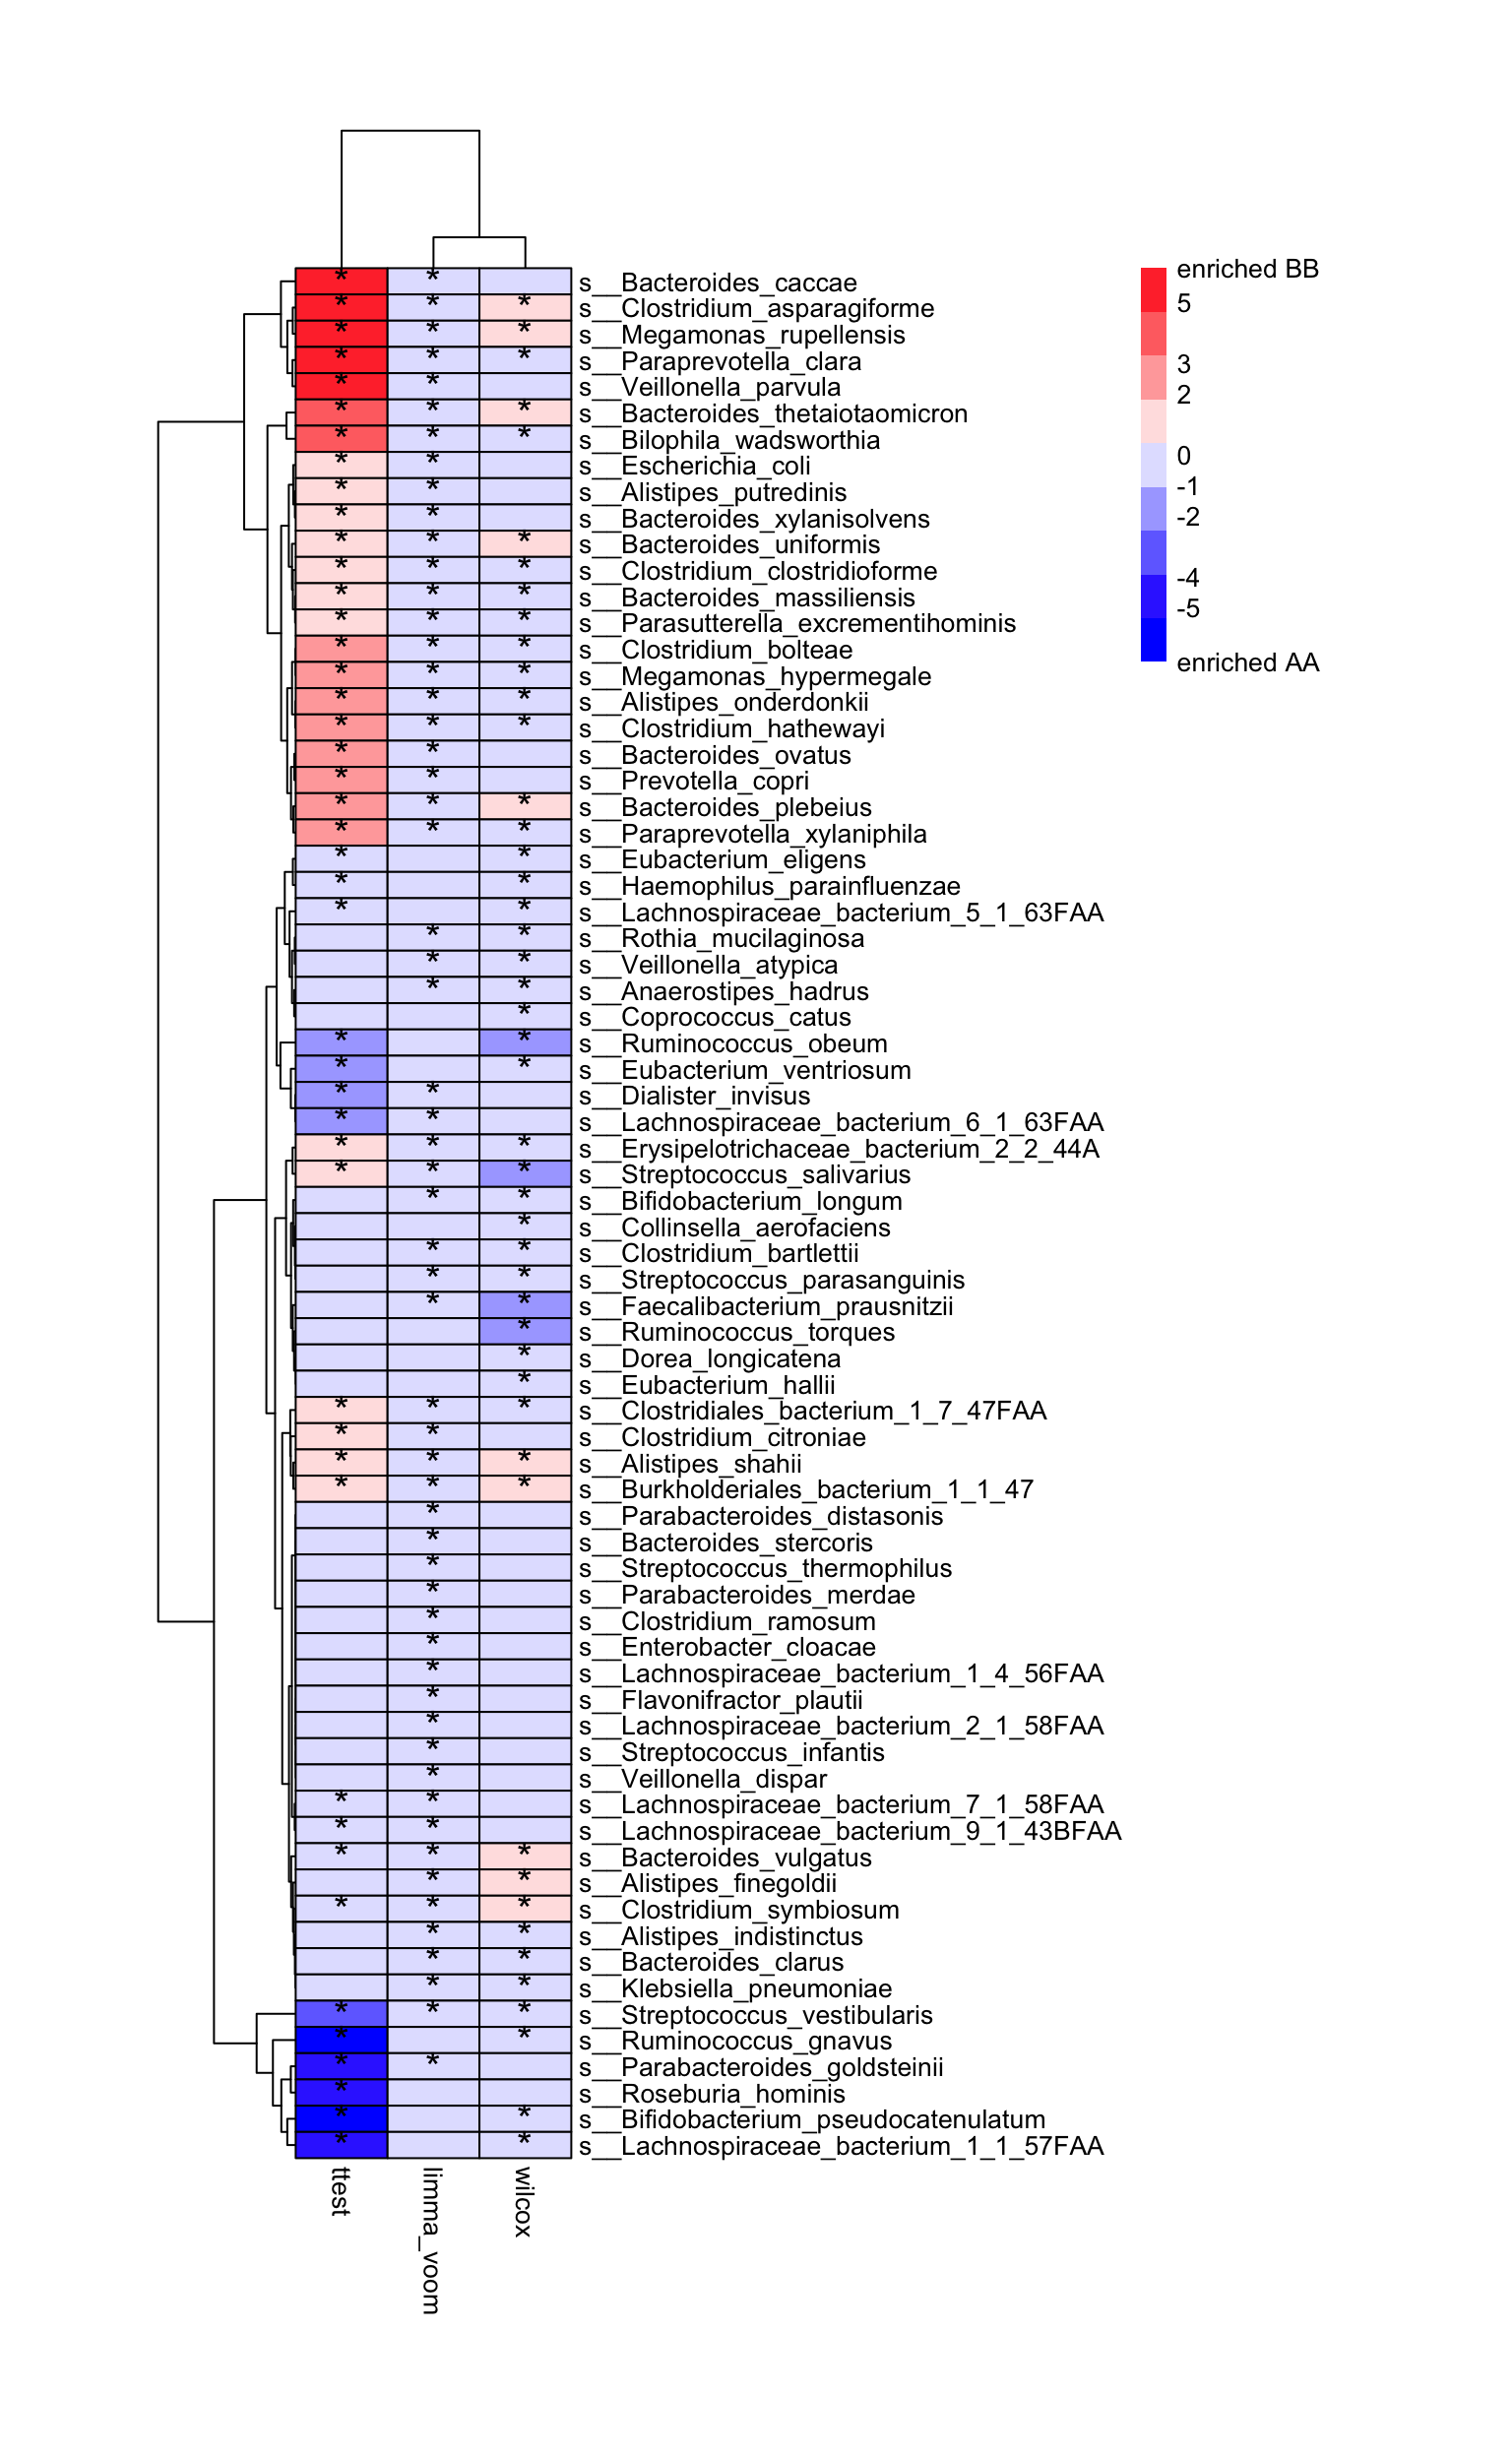 s__Bacteroides_caccae
s__Clostridium_asparagiforme
s__Megamonas_rupellensis
s__Paraprevotella_clara
s__Veillonella_parvula
s__Bacteroides_thetaiotaomicron
s__Bilophila_wadsworthia
s__Escherichia_coli
s__Alistipes_putredinis
s__Bacteroides_xylanisolvens
s__Bacteroides_uniformis
s__Clostridium_clostridioforme
s__Bacteroides_massiliensis
s__Parasutterella_excrementihominis
s__Clostridium_bolteae
s__Megamonas_hypermegale
s__Alistipes_onderdonkii
s__Clostridium_hathewayi
s__Bacteroides_ovatus
s__Prevotella_copri
s__Bacteroides_plebeius
s__Paraprevotella_xylaniphila
s__Eubacterium_eligens
s__Haemophilus_parainfluenzae
s__Lachnospiraceae_bacterium_5_1_63FAA
s__Rothia_mucilaginosa
s__Veillonella_atypica
s__Anaerostipes_hadrus
s__Coprococcus_catus
s__Ruminococcus_obeum
s__Eubacterium_ventriosum
s__Dialister_invisus
s__Lachnospiraceae_bacterium_6_1_63FAA
s__Erysipelotrichaceae_bacterium_2_2_44A
s__Streptococcus_salivarius
s__Bifidobacterium_longum
s__Collinsella_aerofaciens
s__Clostridium_bartlettii
s__Streptococcus_parasanguinis
s__Faecalibacterium_prausnitzii
s__Ruminococcus_torques
s__Dorea_longicatena
s__Eubacterium_hallii
s__Clostridiales_bacterium_1_7_47FAA
s__Clostridium_citroniae
s__Alistipes_shahii
s__Burkholderiales_bacterium_1_1_47
s__Parabacteroides_distasonis
s__Bacteroides_stercoris
s__Streptococcus_thermophilus
s__Parabacteroides_merdae
s__Clostridium_ramosum
s__Enterobacter_cloacae
s__Lachnospiraceae_bacterium_1_4_56FAA
s__Flavonifractor_plautii
s__Lachnospiraceae_bacterium_2_1_58FAA
s__Streptococcus_infantis
s__Veillonella_dispar
s__Lachnospiraceae_bacterium_7_1_58FAA
s__Lachnospiraceae_bacterium_9_1_43BFAA
s__Bacteroides_vulgatus
s__Alistipes_finegoldii
s__Clostridium_symbiosum
s__Alistipes_indistinctus
s__Bacteroides_clarus
s__Klebsiella_pneumoniae
s__Streptococcus_vestibularis
s__Ruminococcus_gnavus
s__Parabacteroides_goldsteinii
s__Roseburia_hominis
s__Bifidobacterium_pseudocatenulatum
s__Lachnospiraceae_bacterium_1_1_57FAA
ttest
limma_voom
wilcox
enriched BB
5
3
2
0
-1
-2
-4
-5
enriched AA